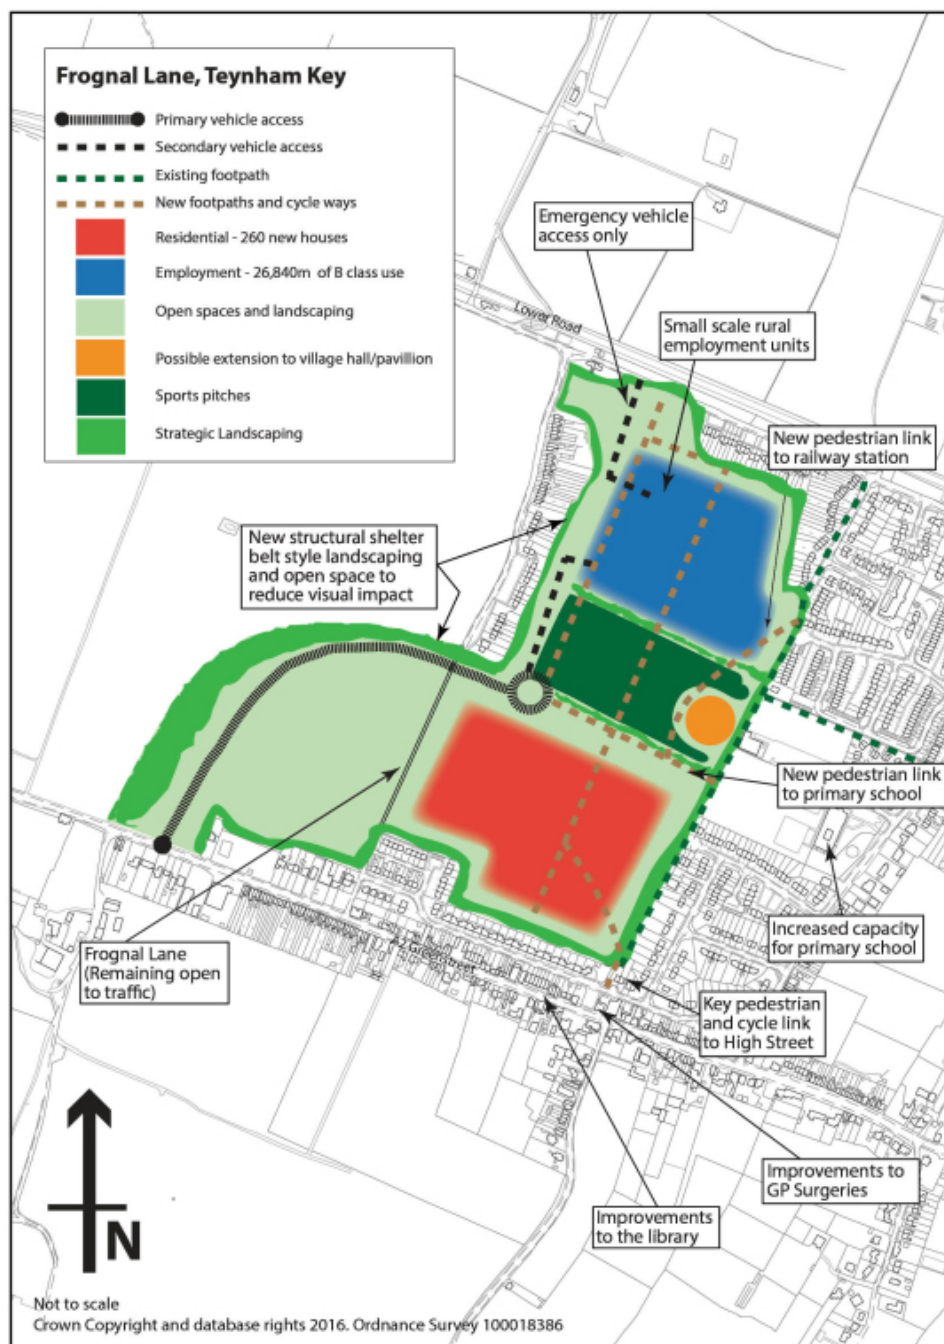 Frognal Lane, Teynham Key
Primary vehicle access
Secondary vehicle access
Existing footpath
New footpaths and cycle ways
Residential - 260 new houses
Employment - 26,840m of B class use
Open spaces and landscaping
Possible extension to village hall/pavillion
Sports pitches
Strategic Landscaping
Emergency vehicle
access only
Lower Road
Small scale rural
employment units
New pedestrian link
to railway station
New structural shelter
belt style landscaping
and open space to
reduce visual impact
New pedestrian link
to primary school
Increased capacity
for primary school
Frognal Lane
(Remaining open
to traffic)
A2 Greenstreet
Key pedestrian
and cycle link
to High Street
Improvements to
GP Surgeries
Improvements
to the library
N
Not to scale
Crown Copyright and database rights 2016. Ordnance Survey 100018386